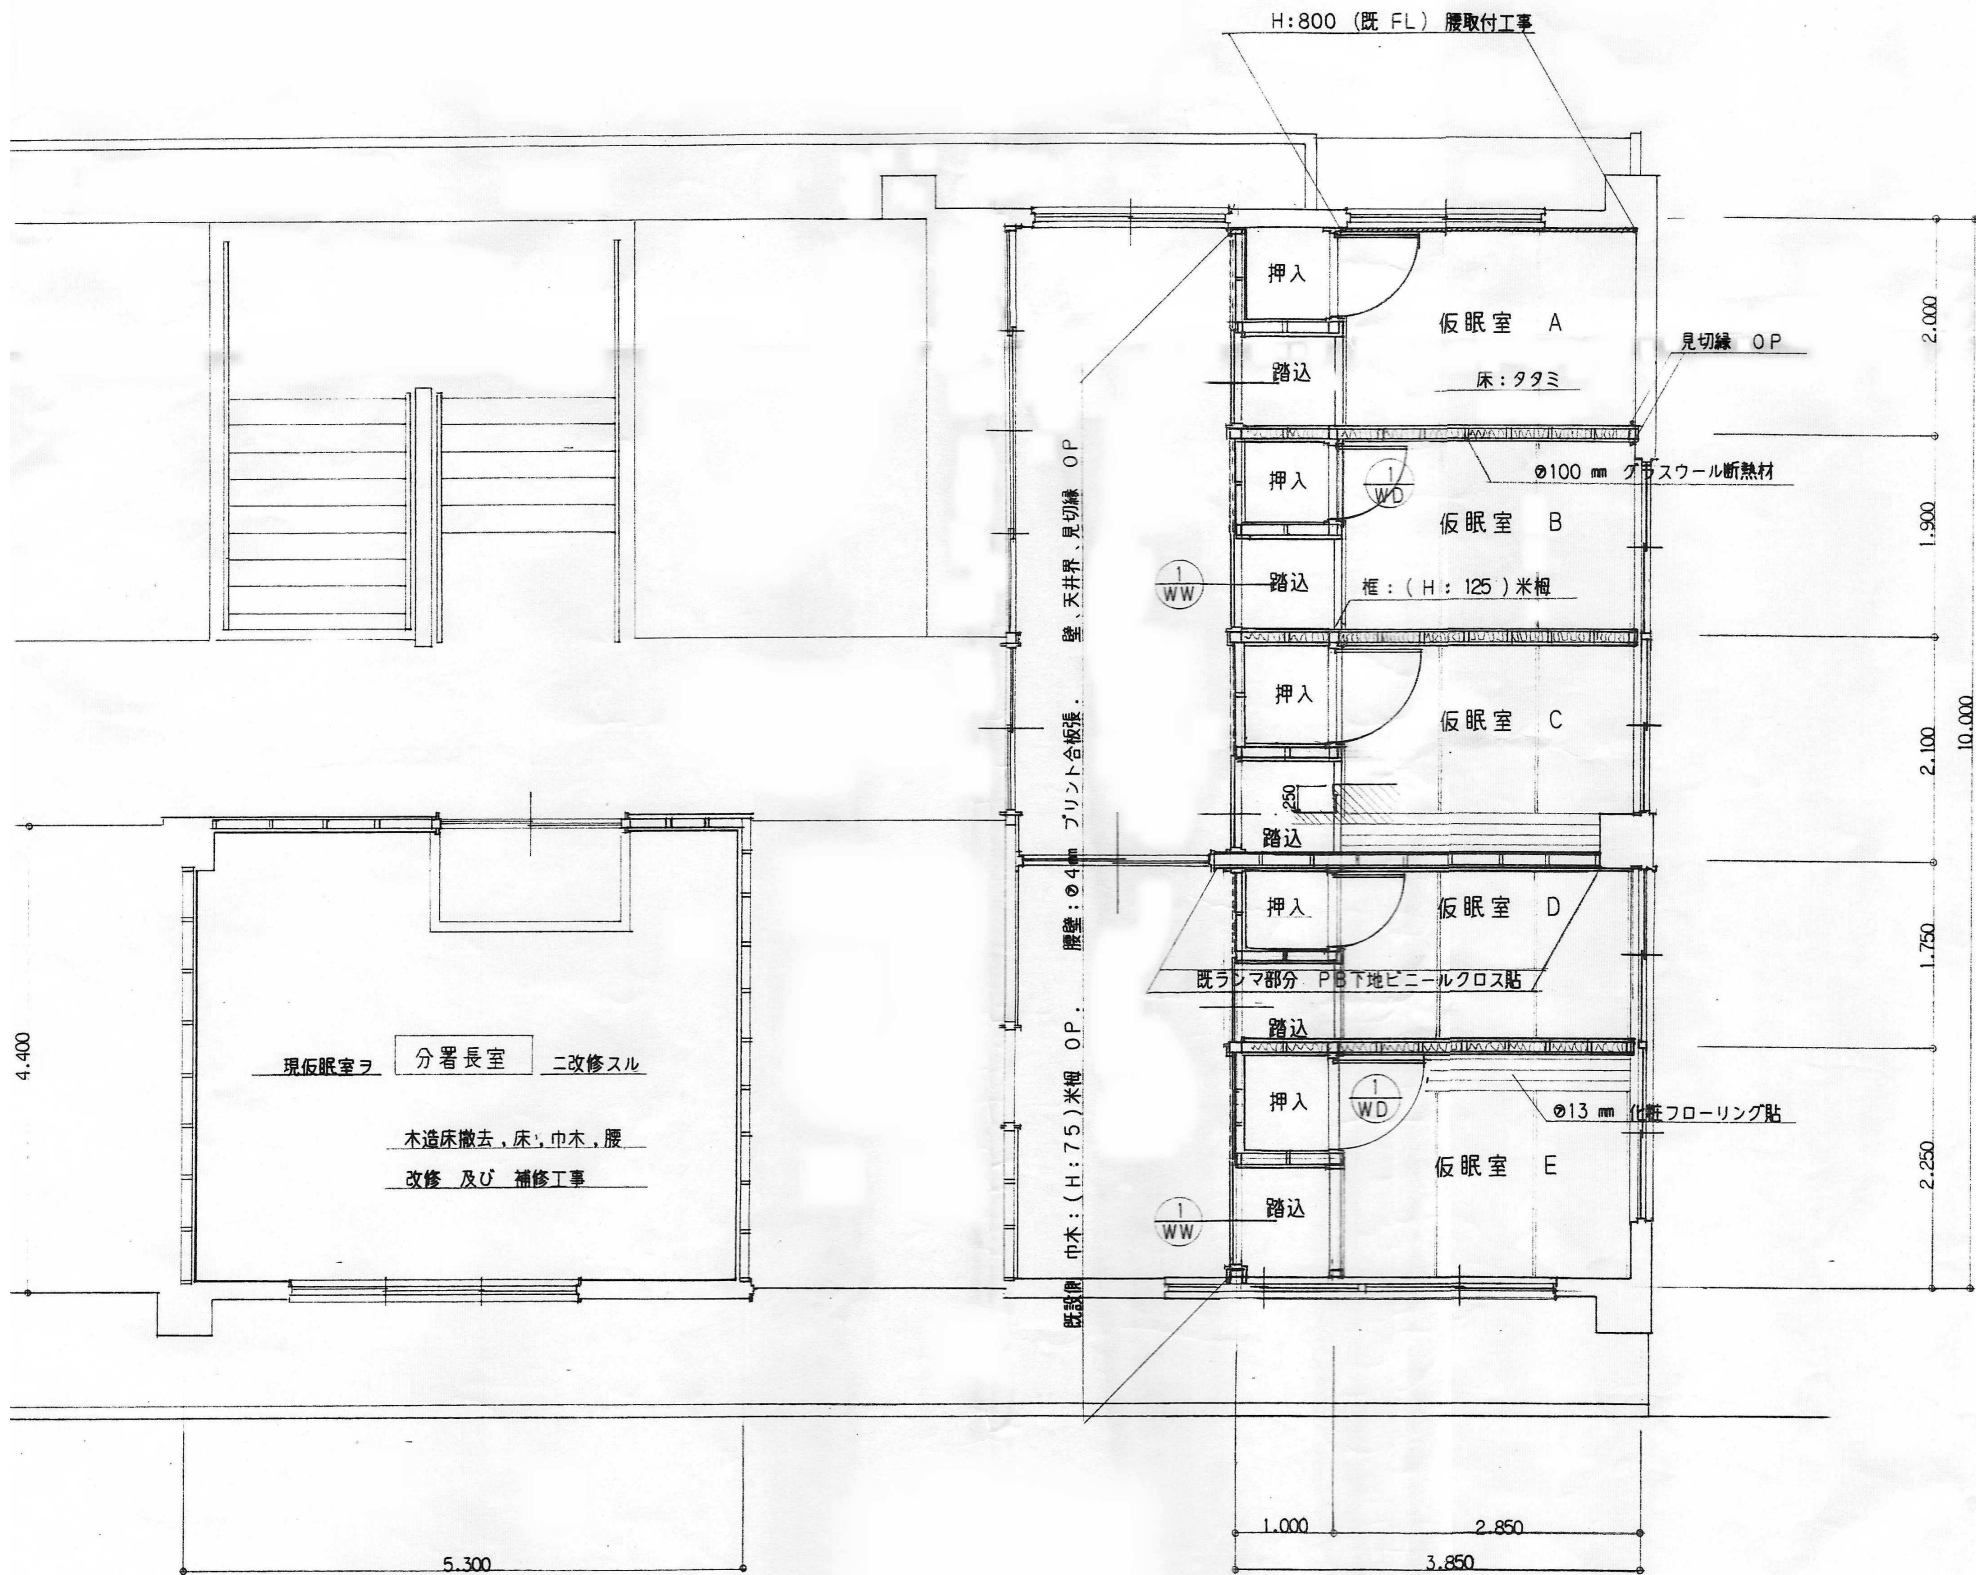 H:800 (既 FL) 腰取付工事
押入
仮眠室 A
2.000
見切縁 OP
踏込
床:タタミ
⌀100 mm グラスウール断熱材
押入
1
WD
仮眠室 B
1.900
1
WW
踏込
框:(H:125)米栂
押入
仮眠室 C
2.100
10.000
250
踏込
押入
仮眠室 D
1.750
既ランマ部分 PB下地ビニールクロス貼
踏込
既設側 巾木:(H:75)米栂 OP. 腰壁:⌀4mm プリント合板張. 壁、天井界、見切縁 OP
4.400
現仮眠室ヲ 分署長室 ニ改修スル
木造床撤去,床,巾木,腰
改修 及び 補修工事
押入
1
WD
⌀13 mm 化粧フローリング貼
仮眠室 E
2.250
1
WW
踏込
1.000
2.850
5.300
3.850